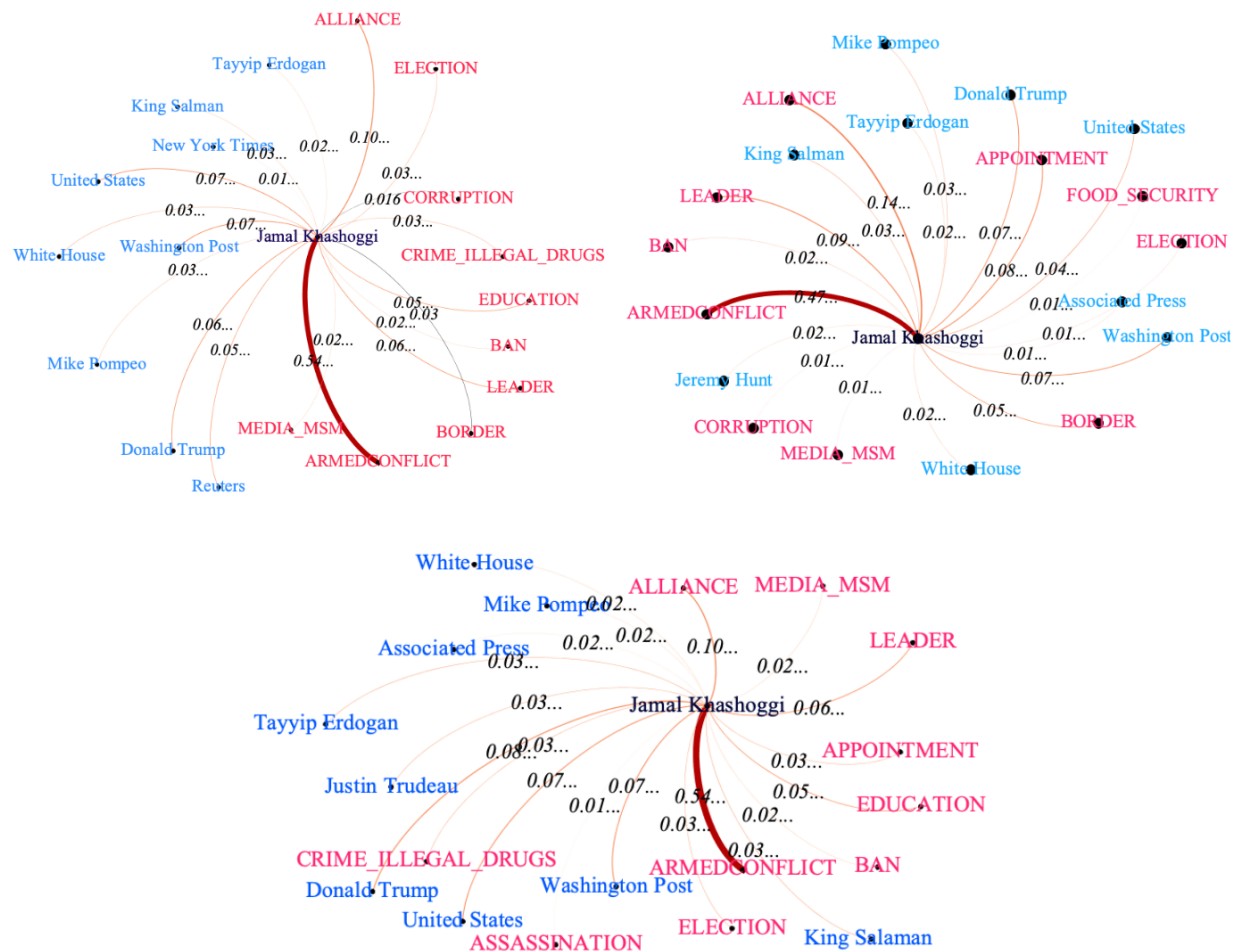 ALLIANCE
Tayyip Erdogan
ELECTION
King Salman
New York Times
0.10...
0.02...
0.03...
United States
0.07...
0.01...
0.03...
0.016
CORRUPTION
0.03...
0.07...
0.03...
Jamal Khashoggi
Washington Post
White House
CRIME_ILLEGAL_DRUGS
0.03...
EDUCATION
0.05...
0.03
0.06...
0.02...
0.05...
0.02...
0.06...
BAN
0.54...
Mike Pompeo
LEADER
MEDIA_MSM
BORDER
Donald Trump
ARMEDCONFLICT
Reuters
Mike Pompeo
Donald Trump
ALLIANCE
Tayyip Erdogan
United States
King Salman
APPOINTMENT
LEADER
0.03...
FOOD_SECURITY
0.14...
0.03...
0.02...
0.07...
BAN
0.09...
ELECTION
0.02...
0.08...
0.04...
0.47...
0.01...
Associated Press
ARMEDCONFLICT
0.02...
Jamal Khashoggi
0.01...
Washington Post
0.01...
0.01...
Jeremy Hunt
0.07...
0.01...
0.02...
0.05...
BORDER
CORRUPTION
MEDIA_MSM
White House
White House
ALLIANCE
MEDIA_MSM
Mike Pompeo
0.02...
0.02...
0.02...
LEADER
Associated Press
0.10...
0.03...
0.02...
0.03...
Jamal Khashoggi
0.06...
Tayyip Erdogan
0.03...
0.08...
APPOINTMENT
0.03...
Justin Trudeau
0.07...
0.07...
0.54...
0.05...
0.01...
0.02...
EDUCATION
0.03...
0.03...
CRIME_ILLEGAL_DRUGS
ARMEDCONFLICT
BAN
Donald Trump
Washington Post
United States
ELECTION
ASSASSINATION
King Salaman